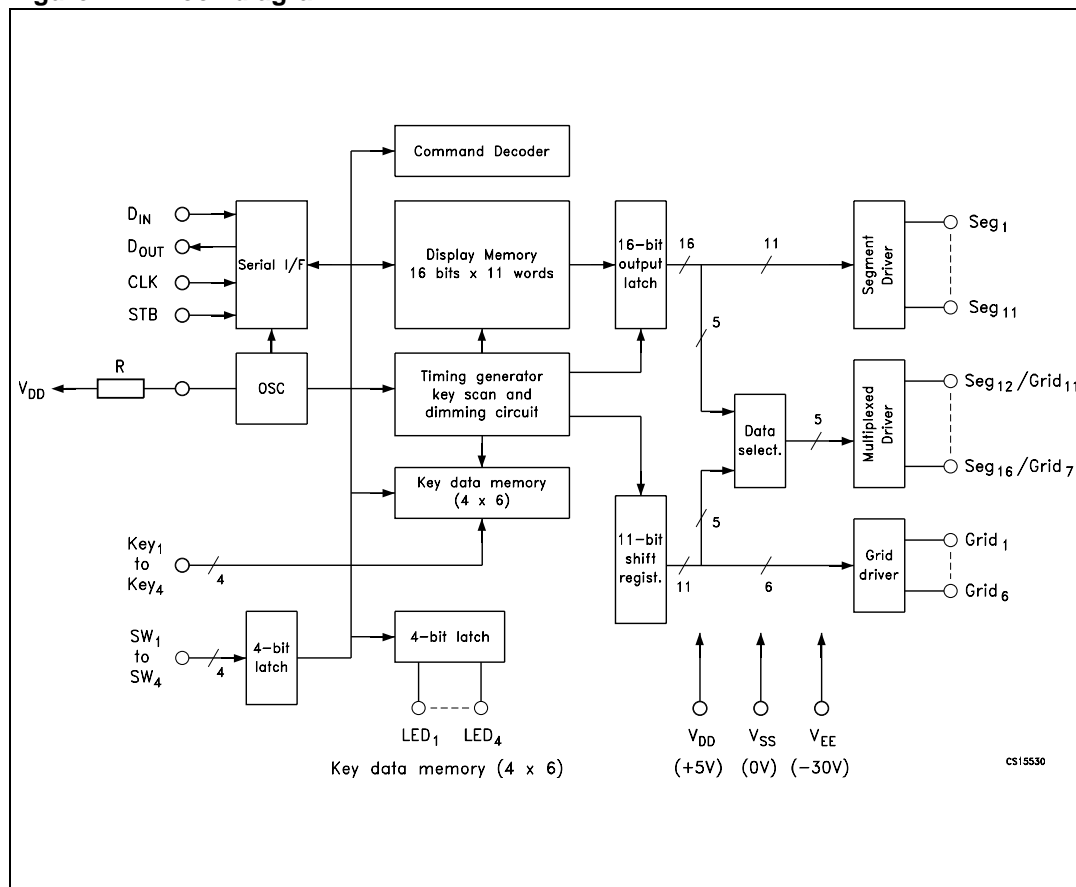 Command Decoder
D_IN
D_OUT
CLK
STB
Serial I/F
Display Memory
16 bits x 11 words
16-bit
output
latch
16
11
Segment
Driver
Seg_1
Seg_11
5
V_DD
R
OSC
Timing generator
key scan and
dimming circuit
Data
select.
5
Multiplexed
Driver
Seg_12/Grid_11
Seg_16/Grid_7
Key data memory
(4 x 6)
5
Key_1
to
Key_4
4
11-bit
shift
regist.
11
6
Grid
driver
Grid_1
Grid_6
SW_1
to
SW_4
4
4-bit
latch
4-bit latch
LED_1 LED_4
Key data memory (4 x 6)
V_DD V_SS V_EE
(+5V) (0V) (-30V)
CS15530